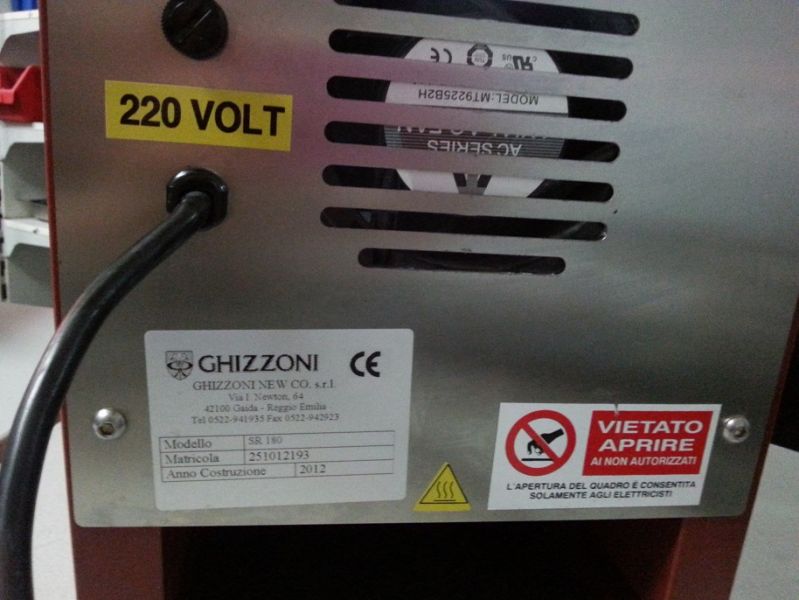 220 VOLT
MODEL: MT9225B2H
AC SERIES
GHIZZONI
CE
GHIZZONI NEW CO. s.r.l.
Via I. Newton, 64
42100 Gaida - Reggio Emilia
Tel 0522-941935 Fax 0522-942923
Modello SR 180
Matricola 251012193
Anno Costruzione 2012
VIETATO
APRIRE
AI NON AUTORIZZATI
L'APERTURA DEL QUADRO È CONSENTITA
SOLAMENTE AGLI ELETTRICISTI